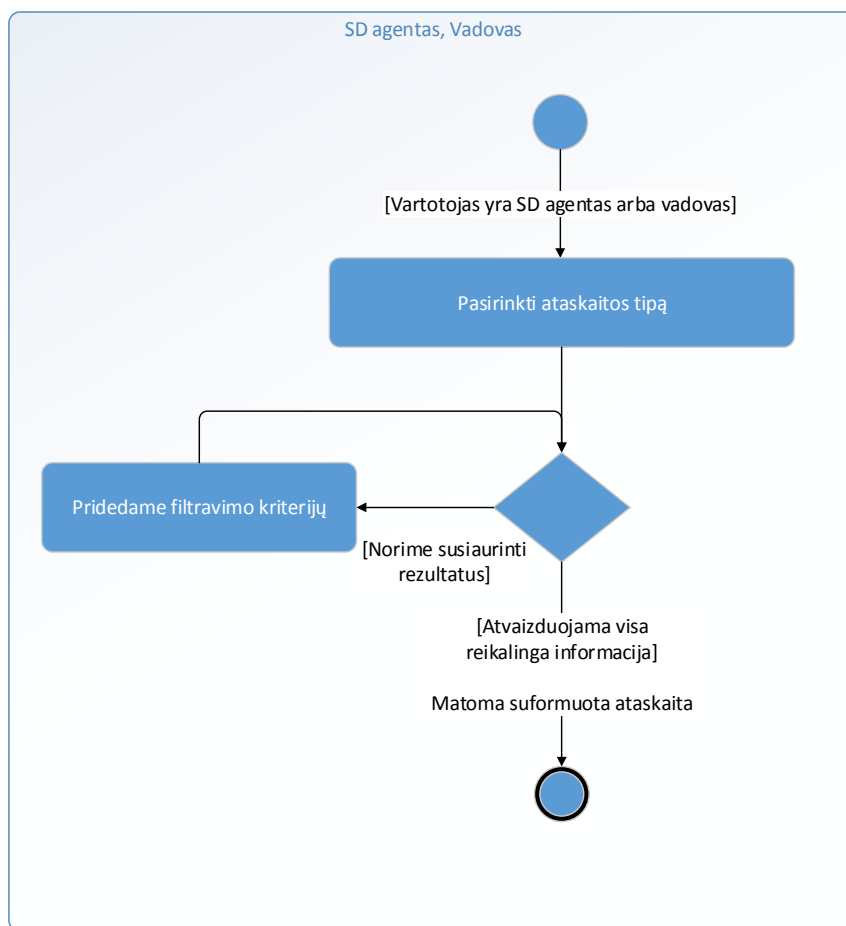 SD agentas, Vadovas
[Vartotojas yra SD agentas arba vadovas]
Pasirinkti ataskaitos tipą
Pridedame filtravimo kriterijų
[Norime susiaurinti
rezultatus]
[Atvaizduojama visa
reikalinga informacija]
Matoma suformuota ataskaita